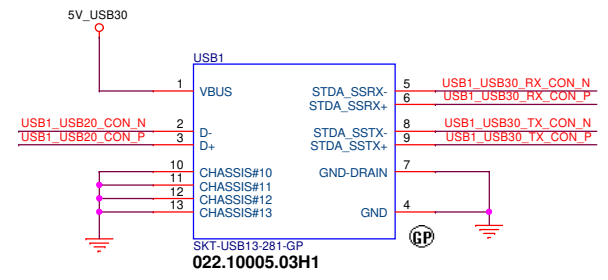 5V_USB30
USB1
1 VBUS
STDA_SSRX- 5 USB1_USB30_RX_CON_N
STDA_SSRX+ 6 USB1_USB30_RX_CON_P
USB1_USB20_CON_N 2 D-
STDA_SSTX- 8 USB1_USB30_TX_CON_N
USB1_USB20_CON_P 3 D+
STDA_SSTX+ 9 USB1_USB30_TX_CON_P
10 CHASSIS#10
GND-DRAIN 7
11 CHASSIS#11
12 CHASSIS#12
13 CHASSIS#13
GND 4
SKT-USB13-281-GP
GP
022.10005.03H1